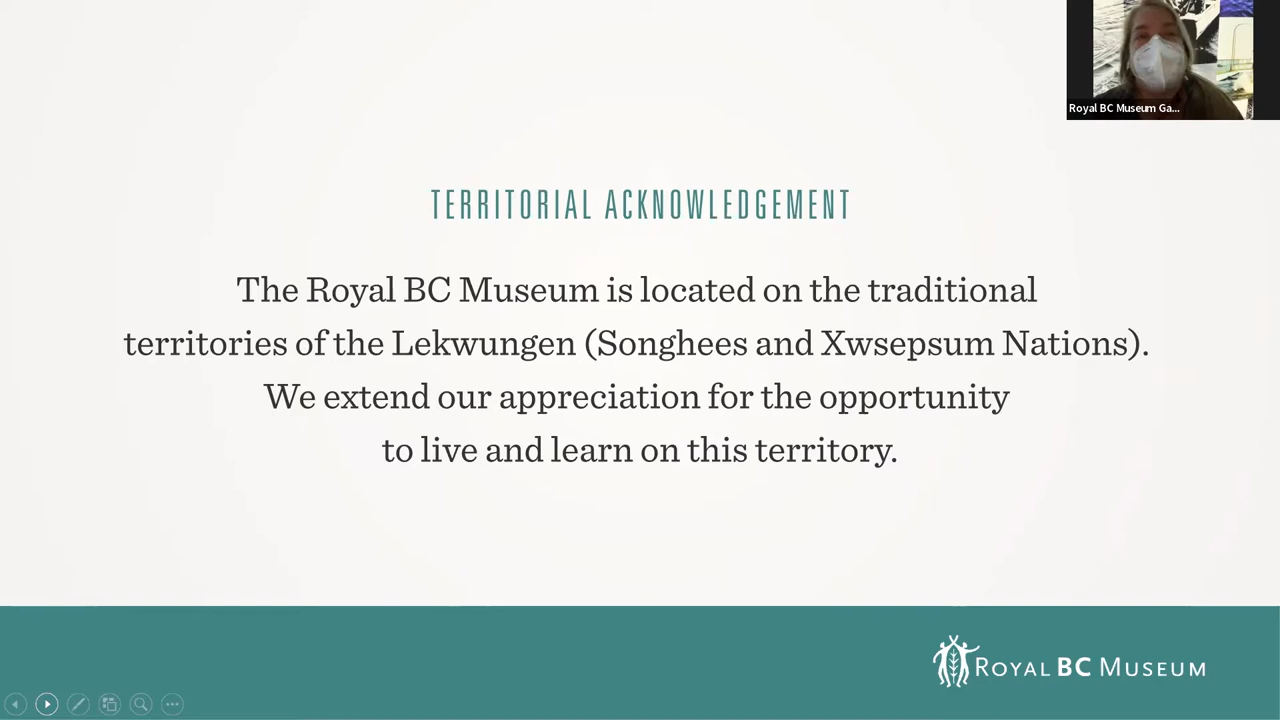 Royal BC Museum Ga...
TERRITORIAL ACKNOWLEDGEMENT
The Royal BC Museum is located on the traditional
territories of the Lekwungen (Songhees and Xwsepsum Nations).
We extend our appreciation for the opportunity
to live and learn on this territory.
ROYAL BC MUSEUM